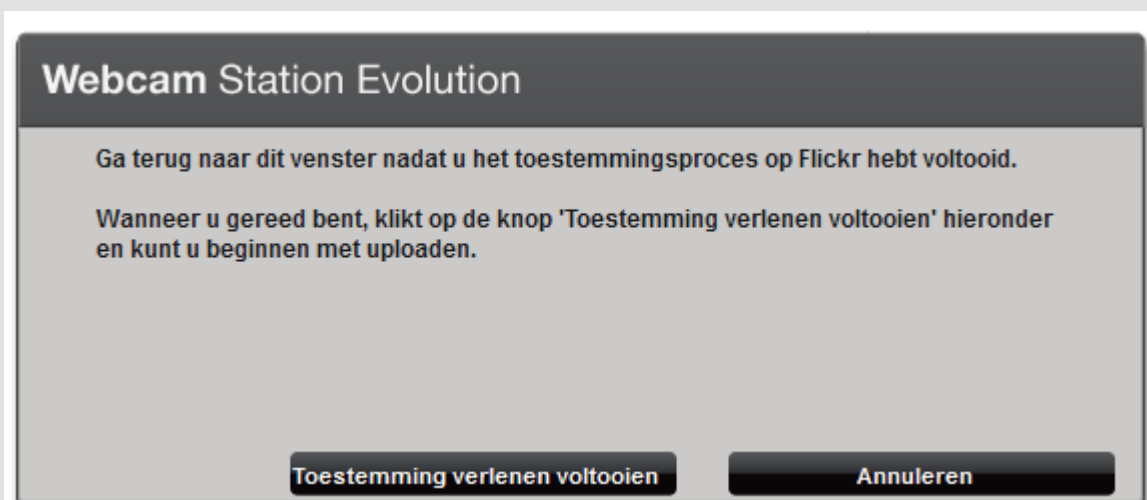 Webcam Station Evolution
Ga terug naar dit venster nadat u het toestemmingsproces op Flickr hebt voltooid.
Wanneer u gereed bent, klikt op de knop 'Toestemming verlenen voltooien' hieronder
en kunt u beginnen met uploaden.
Toestemming verlenen voltooien
Annuleren